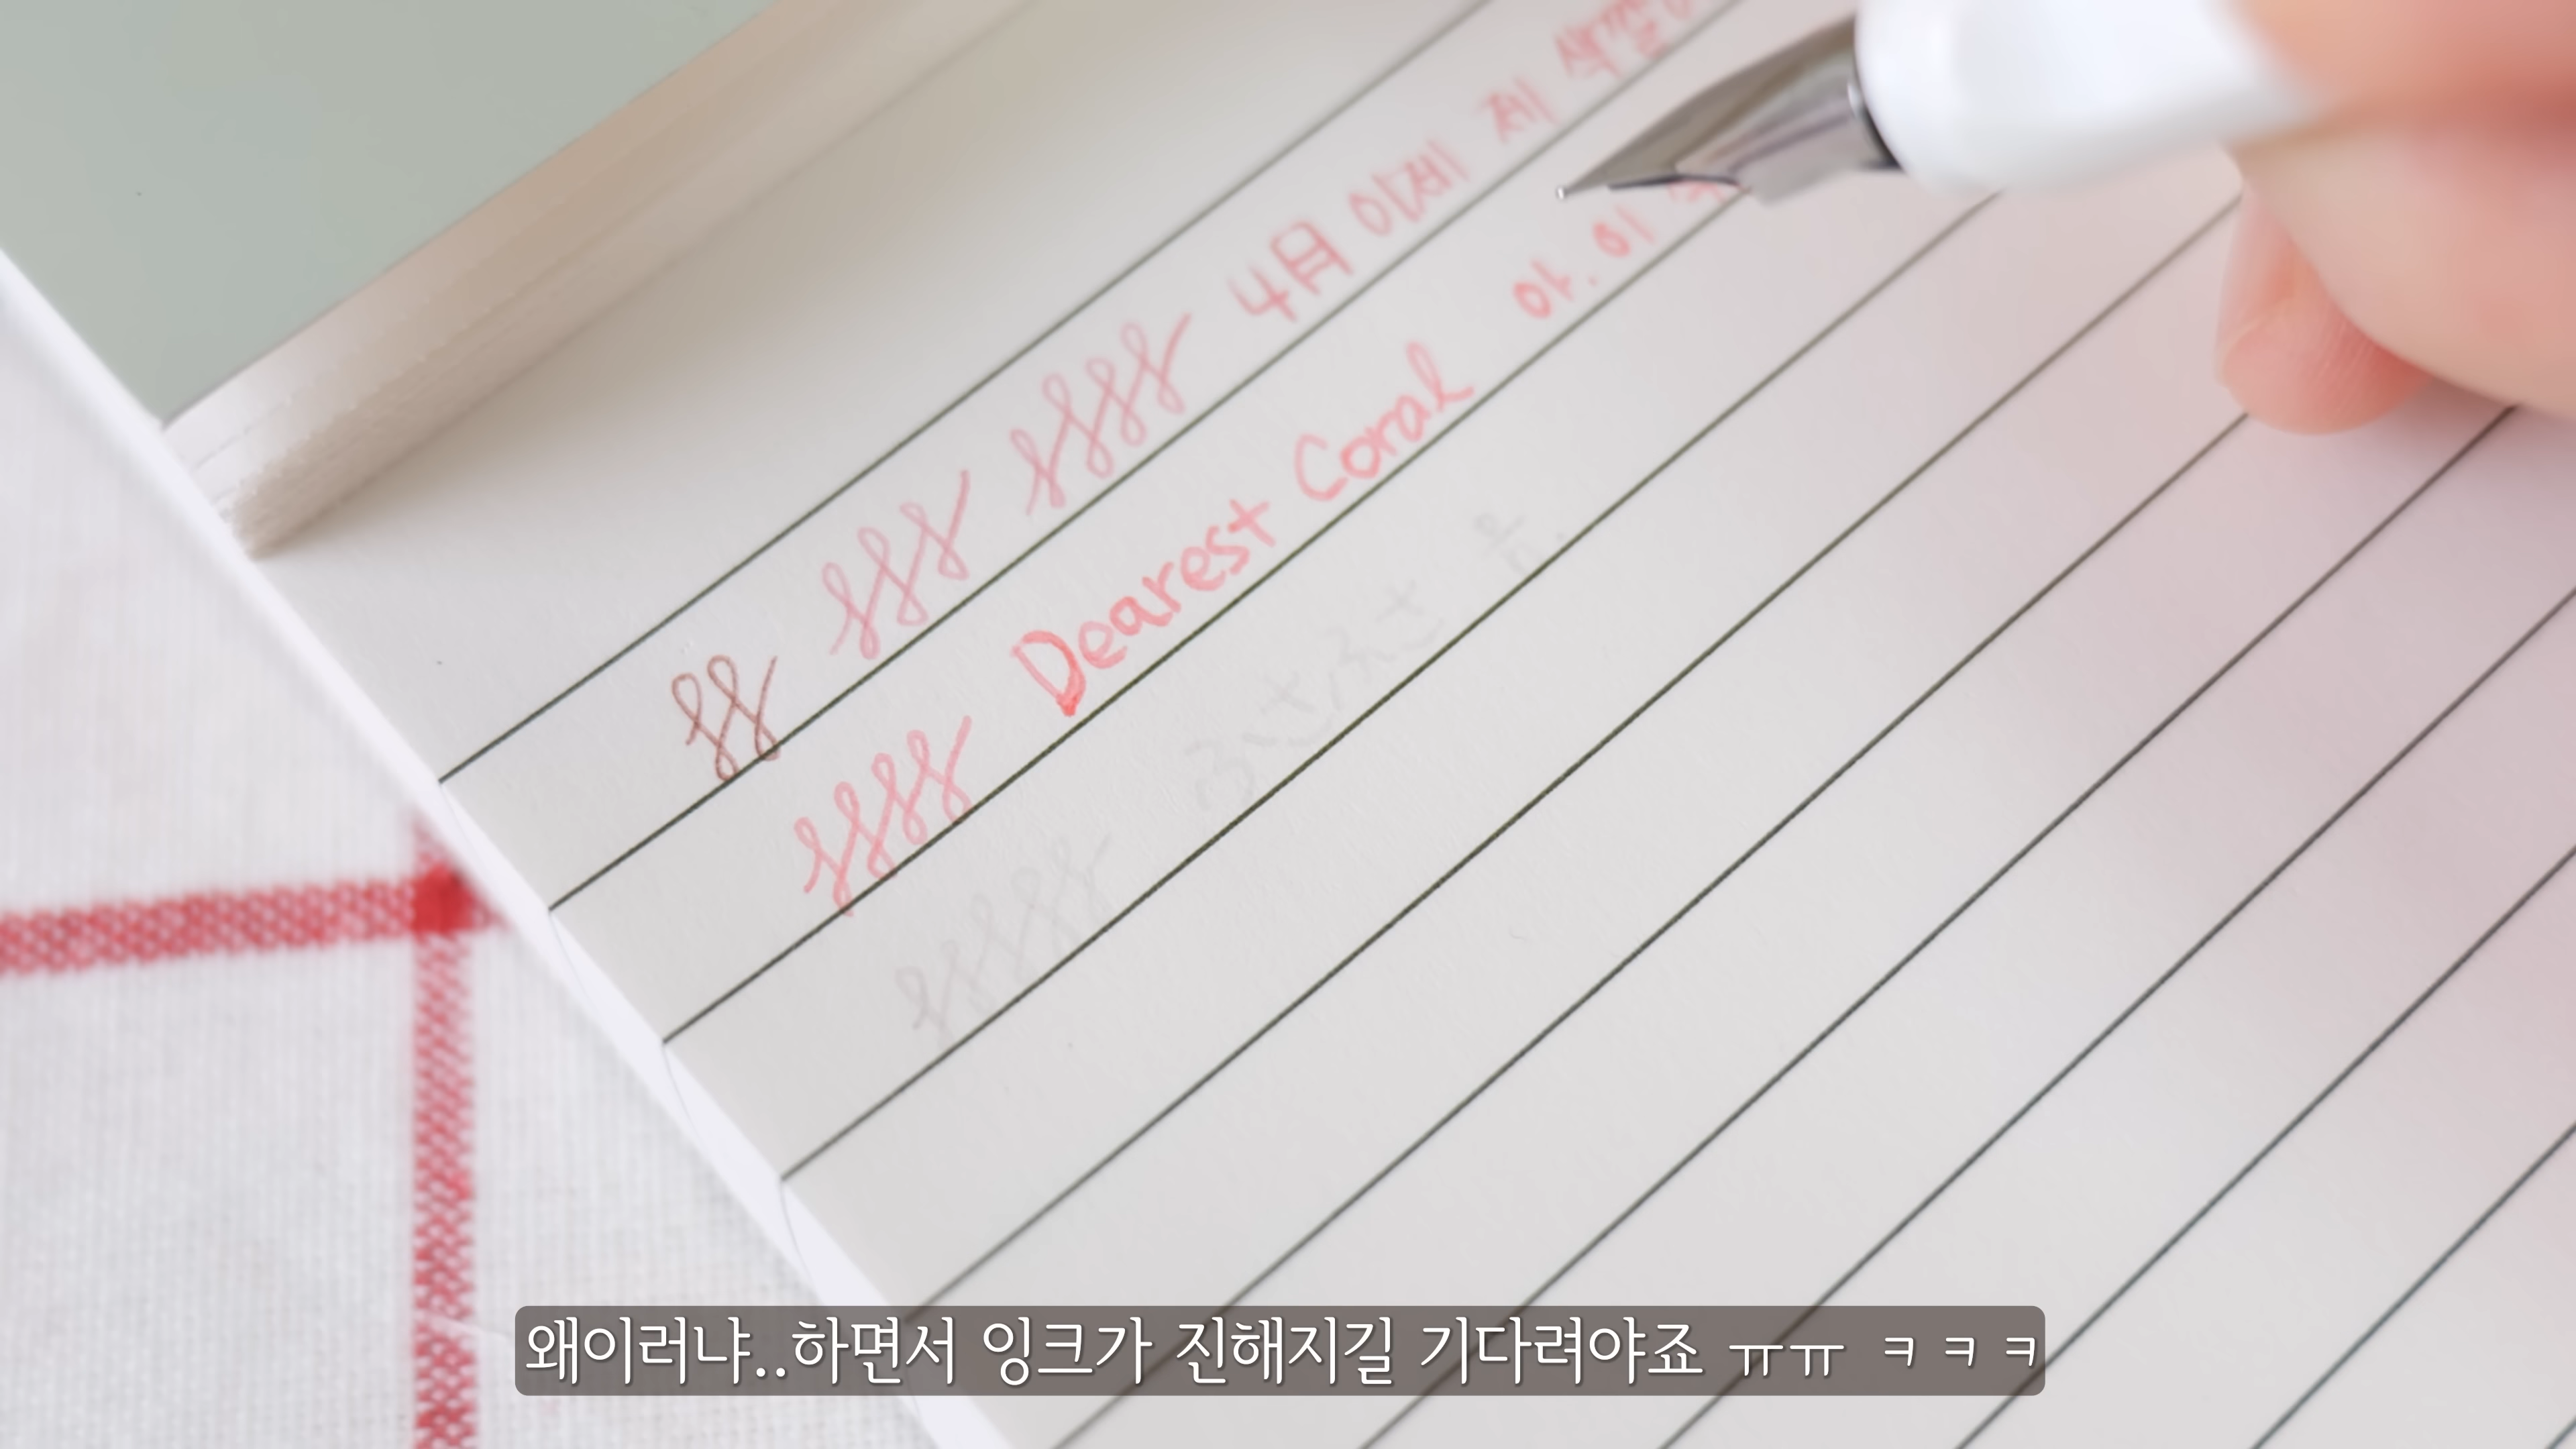 4月 이제 제 색깔
Dearest Coral 아. 이
왜이러냐..하면서 잉크가 진해지길 기다려야죠 ㅠㅠ ㅋㅋㅋ